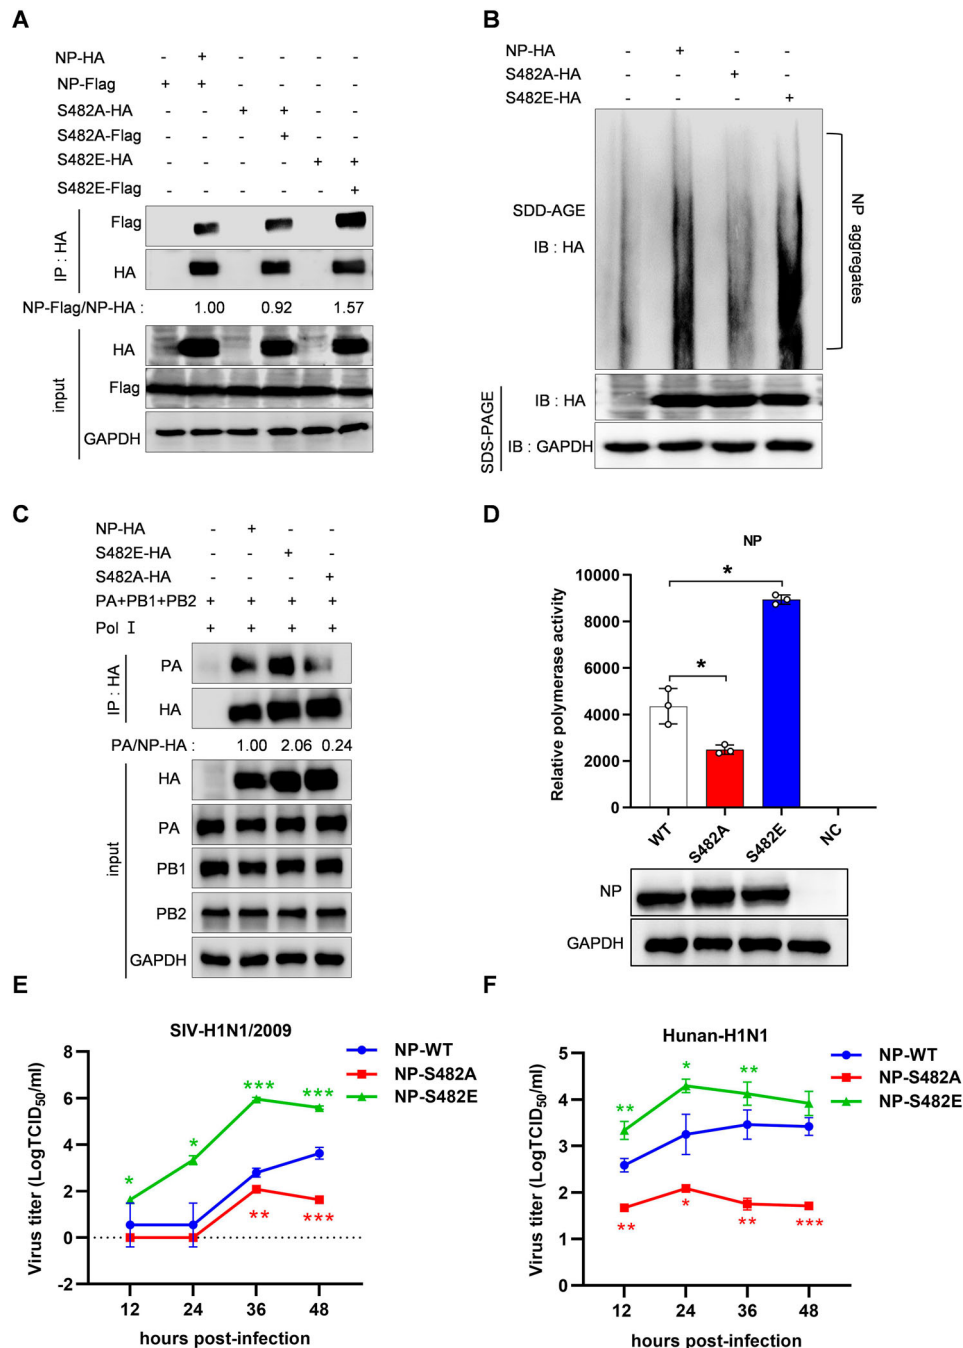 A
NP-HA - + - - - -
NP-Flag + + - - - -
S482A-HA - - + + - -
S482A-Flag - - - + - -
S482E-HA - - - - + +
S482E-Flag - - - - - +
IP : HA
Flag
HA
NP-Flag/NP-HA : 1.00 0.92 1.57
input
HA
Flag
GAPDH
B
NP-HA - + - -
S482A-HA - - + -
S482E-HA - - - +
SDD-AGE
IB : HA
NP aggregates
SDS-PAGE
IB : HA
IB : GAPDH
C
NP-HA - + - -
S482E-HA - - + -
S482A-HA - - - +
PA+PB1+PB2 + + + +
Pol I + + + +
IP : HA
PA
HA
PA/NP-HA : 1.00 2.06 0.24
input
HA
PA
PB1
PB2
GAPDH
D
NP
Relative polymerase activity
10000
8000
6000
4000
2000
0
*
*
WT S482A S482E NC
NP
GAPDH
E
SIV-H1N1/2009
Virus titer (LogTCID50/ml)
8
6
4
2
0
-2
* * *** ***
** ***
12 24 36 48
hours post-infection
NP-WT
NP-S482A
NP-S482E
F
Hunan-H1N1
Virus titer (LogTCID50/ml)
5
4
3
2
1
0
** * **
** * ** ***
12 24 36 48
hours post-infection
NP-WT
NP-S482A
NP-S482E